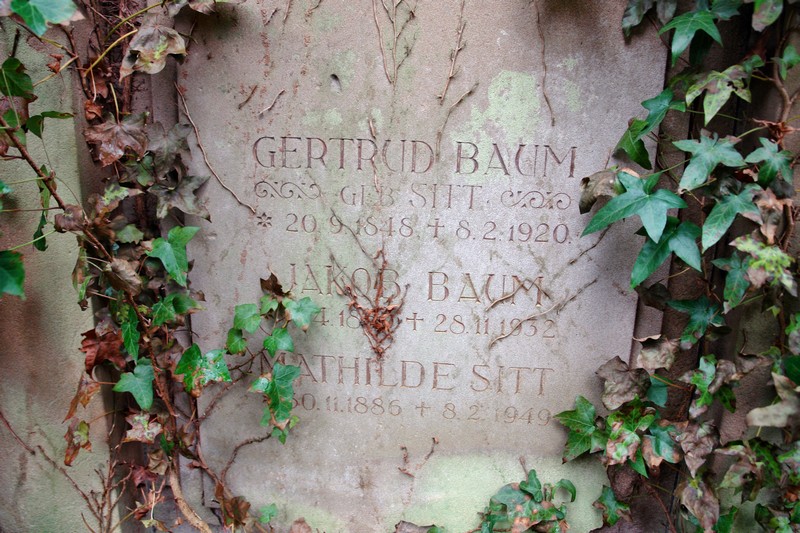 GERTRUD BAUM
GEB SITT.
* 20.9.1848 + 8.2.1920.
JAKOB BAUM
+ 28.11.1932
MATHILDE SITT
30.11.1886 + 8.2.1949